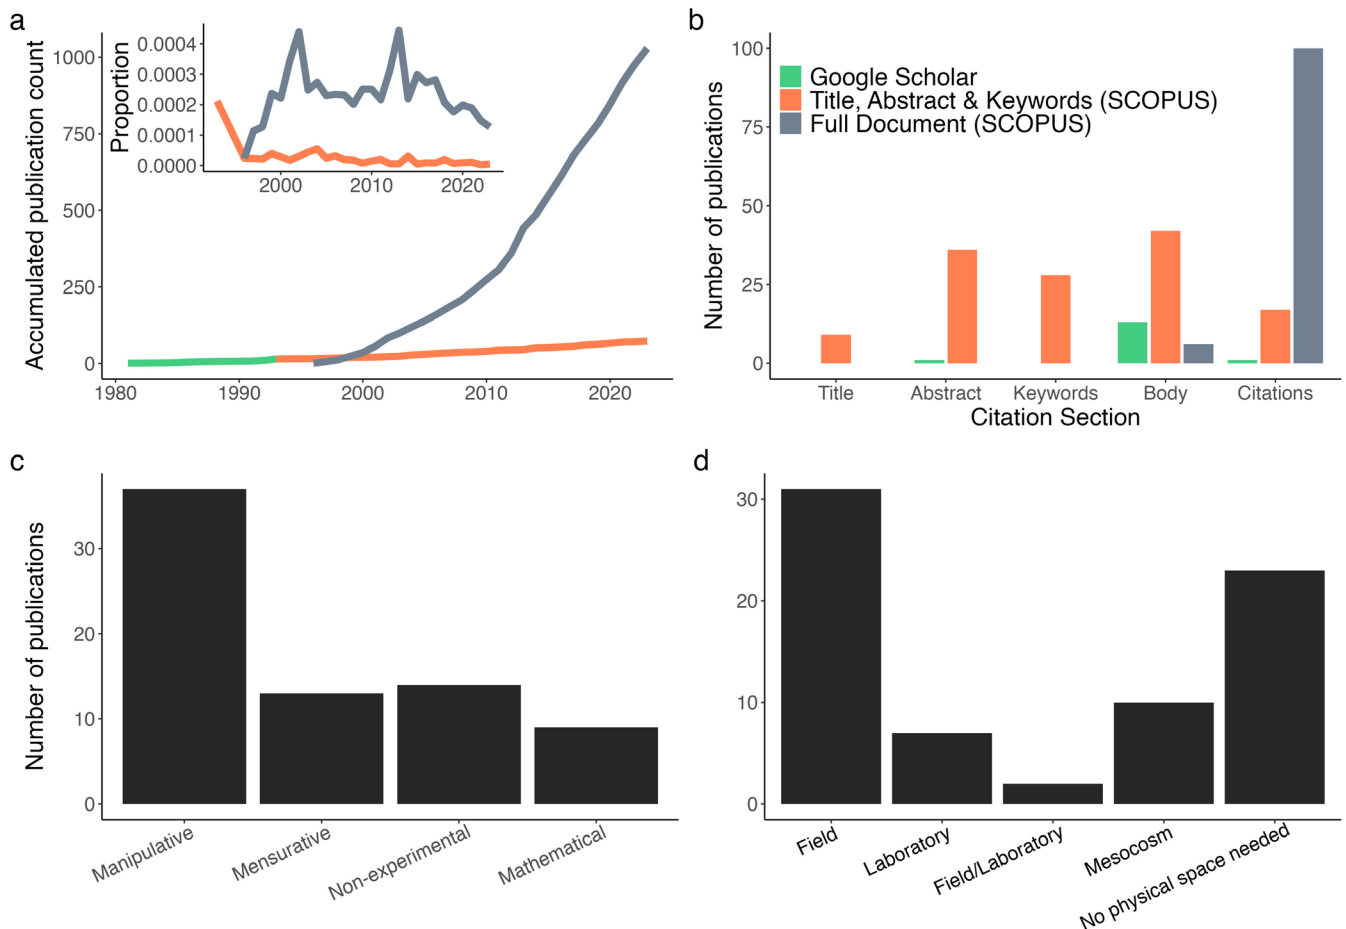 a
Accumulated publication count
1000
750
500
250
0
1980
1990
2000
2010
2020
Proportion
0.0004
0.0003
0.0002
0.0001
0.0000
2000
2010
2020
b
Number of publications
100
75
50
25
0
Google Scholar
Title, Abstract & Keywords (SCOPUS)
Full Document (SCOPUS)
Title
Abstract
Keywords
Body
Citations
Citation Section
c
Number of publications
30
20
10
0
Manipulative
Mensurative
Non-experimental
Mathematical
d
30
20
10
0
Field
Laboratory
Field/Laboratory
Mesocosm
No physical space needed